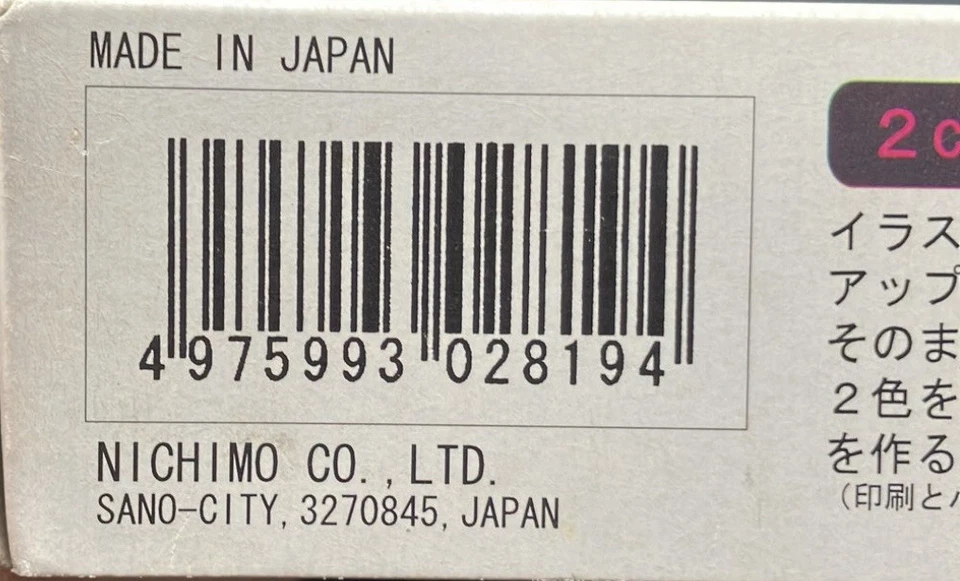 MADE IN JAPAN
4 975993 028194
NICHIMO CO., LTD.
SANO-CITY, 3270845, JAPAN
2c
イラス
アップ
そのま
2色を
を作る
(印刷と